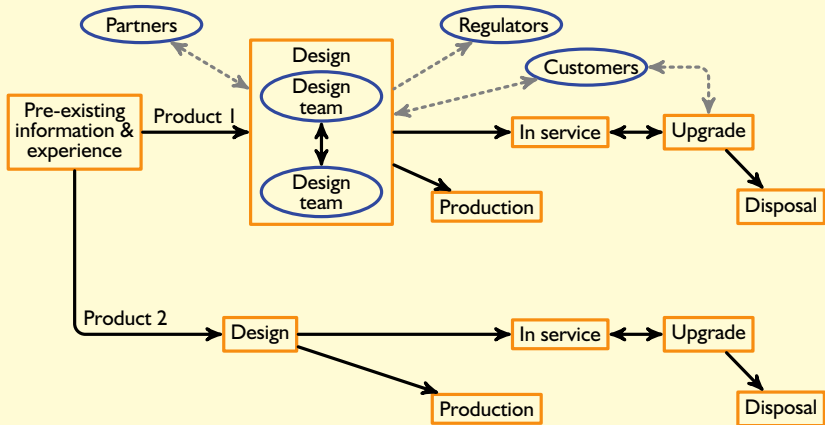 Partners
Regulators
Design
Customers
Design
team
Pre-existing
information &
experience
Product 1
In service
Upgrade
Design
team
Production
Disposal
Product 2
Design
In service
Upgrade
Production
Disposal